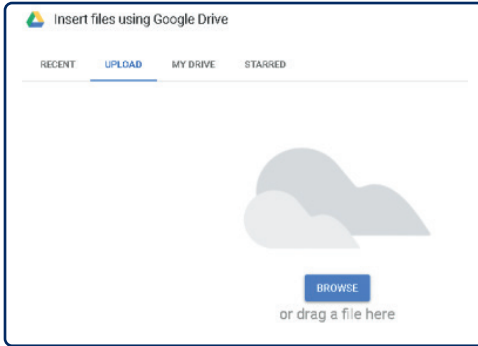 Insert files using Google Drive
RECENT UPLOAD MY DRIVE STARRED
BROWSE
or drag a file here